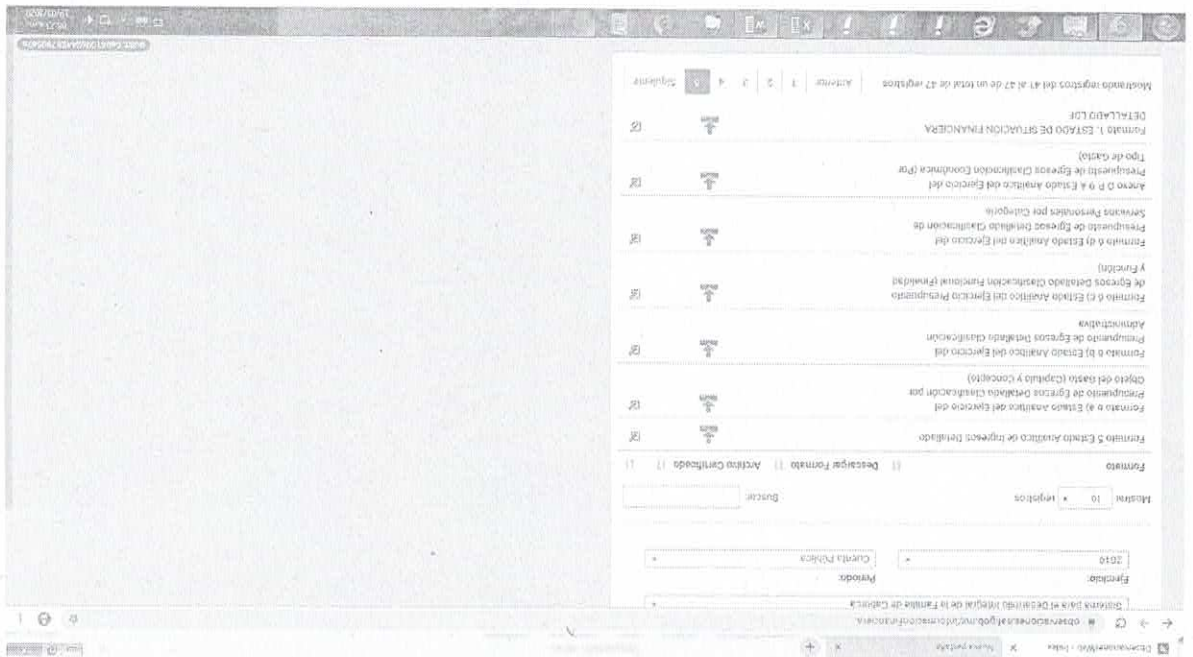 Nueva pestaña
Sistema para el Desarrollo Integral de la Familia de Caborca
Ejercicio:
Periodo:
Cuenta Pública
Mostrar 10 registros
Buscar:
Formato
Descargar Formato
Archivo Certificado
Formato 5 Estado Analítico de Ingresos Detallado
Formato 6 a) Estado Analítico del Ejercicio del
Presupuesto de Egresos Detallado Clasificación por
Objeto del Gasto (Capítulo y Concepto)
Formato 6 b) Estado Analítico del Ejercicio del
Presupuesto de Egresos Detallado Clasificación
Administrativa
Formato 6 c) Estado Analítico del Ejercicio Presupuesto
de Egresos Detallado Clasificación Funcional (Finalidad
y Función)
Formato 6 d) Estado Analítico del Ejercicio del
Presupuesto de Egresos Detallado Clasificación de
Servicios Personales por Categoría
Anexo D P 9 A Estado Analítico del Ejercicio del
Presupuesto de Egresos Clasificación Económica (Por
Tipo de Gasto)
Formato 1. ESTADO DE SITUACION FINANCIERA
DETALLADO LDF
Mostrando registros del 41 al 47 de un total de 47 registros
Anterior 1 2 3 4 5 Siguiente